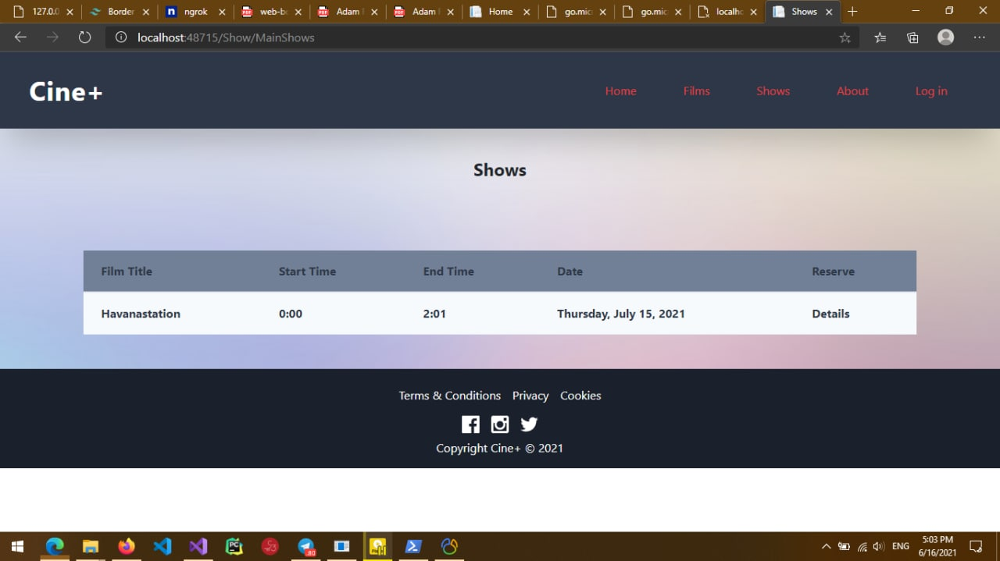 127.0.0
Border
ngrok
web-bo
Adam F
Adam F
Home
go.mic
go.mic
localho
Shows
localhost:48715/Show/MainShows
Cine+
Home Films Shows About Log in
Shows
Film Title Start Time End Time Date Reserve
Havanastation 0:00 2:01 Thursday, July 15, 2021 Details
Terms & Conditions Privacy Cookies
Copyright Cine+ © 2021
PC
ENG
5:03 PM
6/16/2021